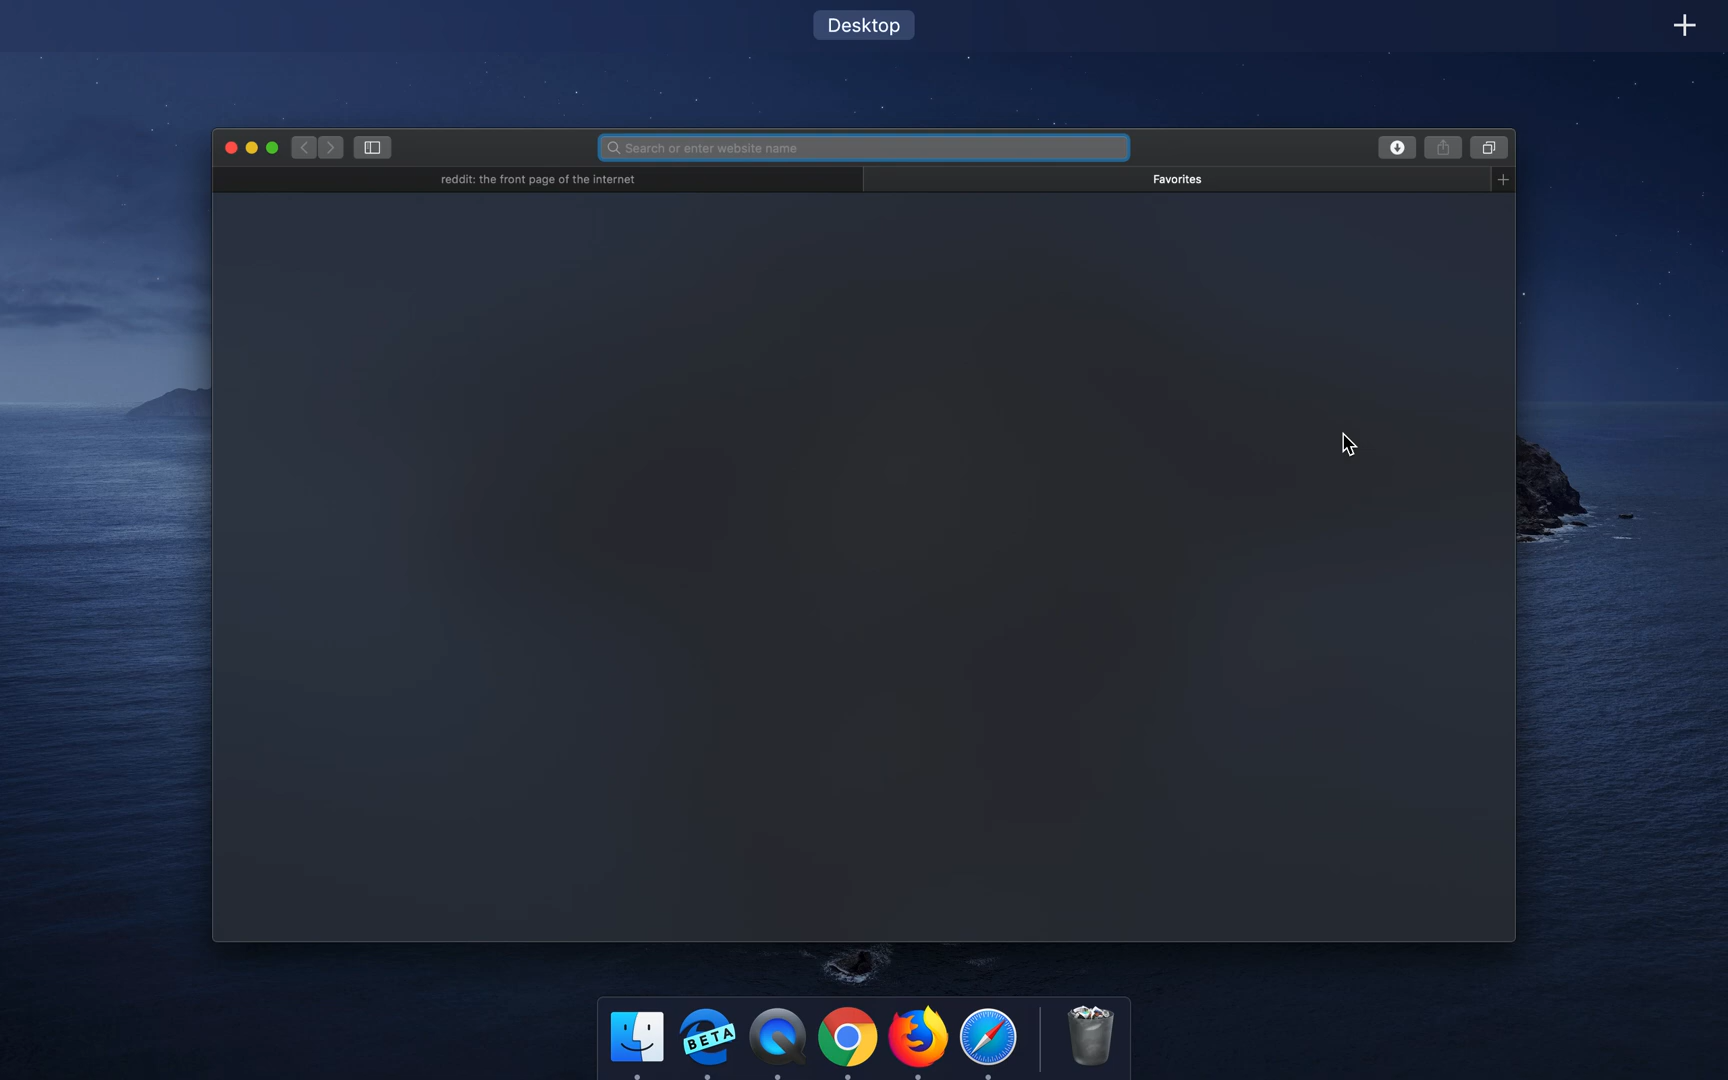 Desktop
Search or enter website name
reddit: the front page of the internet
Favorites
BETA